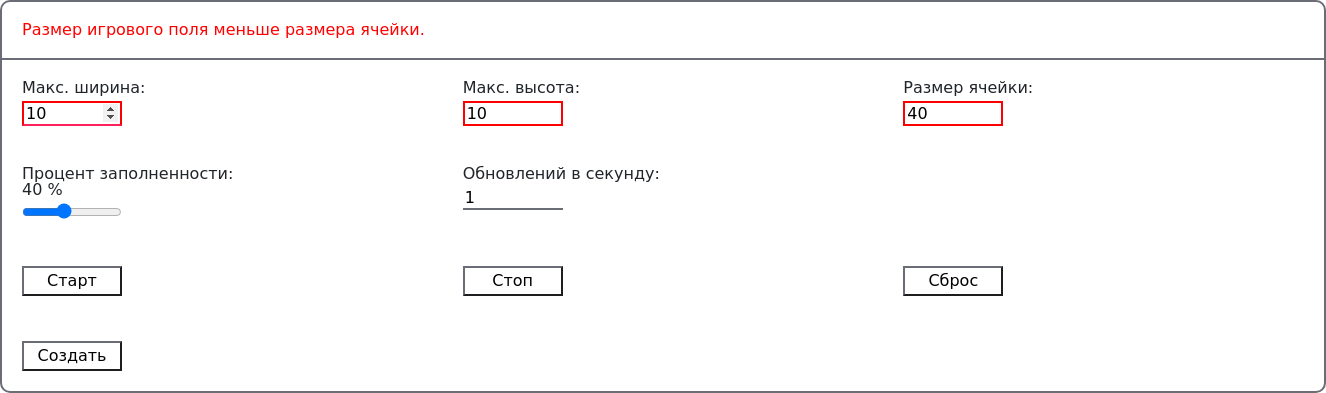 Размер игрового поля меньше размера ячейки.
Макс. ширина:
Макс. высота:
Размер ячейки:
10
10
40
Процент заполненности:
Обновлений в секунду:
40 %
1
Старт
Стоп
Сброс
Создать